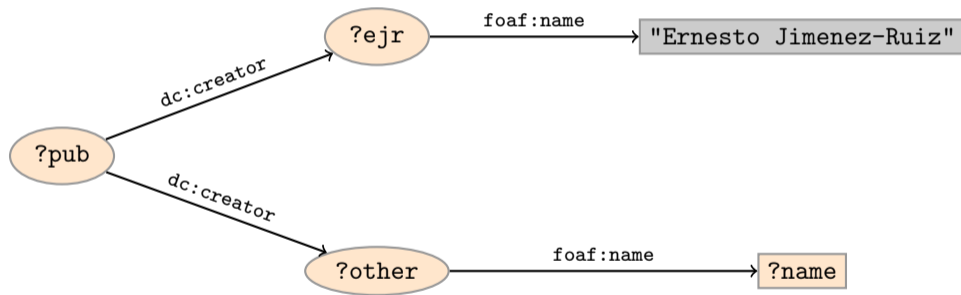 foaf:name
?ejr
"Ernesto Jimenez-Ruiz"
dc:creator
?pub
dc:creator
foaf:name
?other
?name